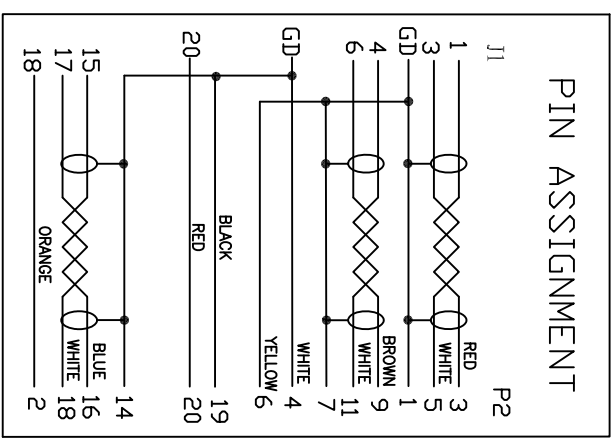 PIN ASSIGNMENT
J1 P2
1 RED 3
3 WHITE 5
GD 1
4 BROWN 9
6 WHITE 11
7
GD WHITE 4
YELLOW 6
BLACK 19
20 RED 20
14
15 BLUE 16
17 WHITE 18
18 ORANGE 2